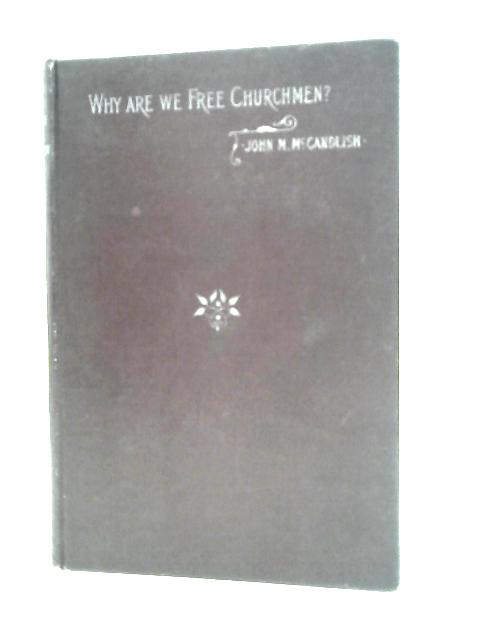 WHY ARE WE FREE CHURCHMEN?
·JOHN M. McCANDLISH·